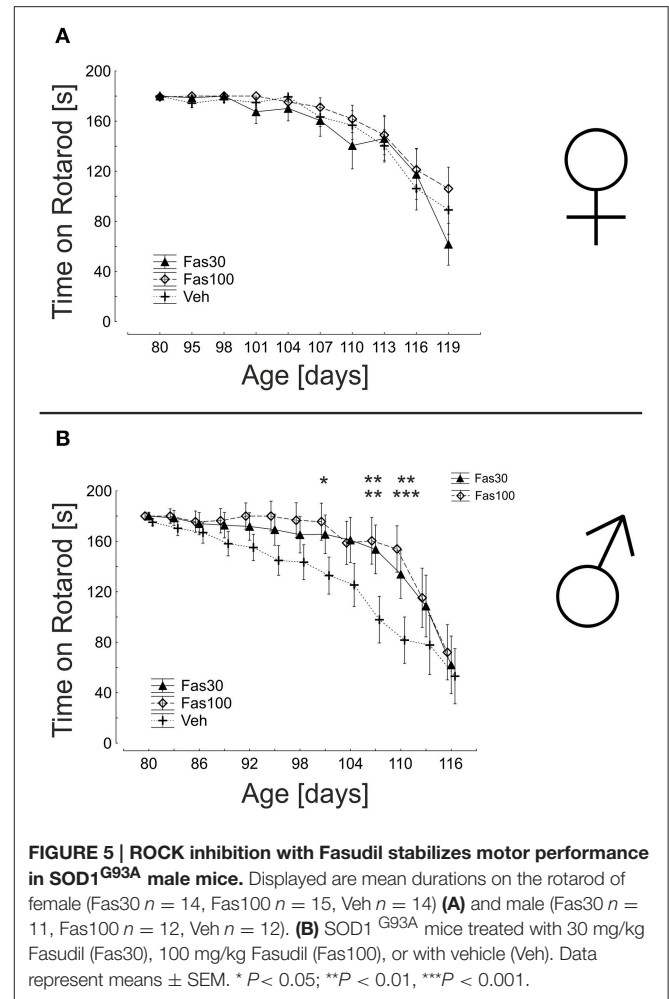 A
Time on Rotarod [s]
200
160
120
80
40
0
Fas30
Fas100
Veh
80 95 98 101 104 107 110 113 116 119
Age [days]
B
* ** **
** ***
Fas30
Fas100
Time on Rotarod [s]
200
160
120
80
40
0
Fas30
Fas100
Veh
80 86 92 98 104 110 116
Age [days]
FIGURE 5 | ROCK inhibition with Fasudil stabilizes motor performance
in SOD1G93A male mice. Displayed are mean durations on the rotarod of
female (Fas30 n = 14, Fas100 n = 15, Veh n = 14) (A) and male (Fas30 n =
11, Fas100 n = 12, Veh n = 12). (B) SOD1 G93A mice treated with 30 mg/kg
Fasudil (Fas30), 100 mg/kg Fasudil (Fas100), or with vehicle (Veh). Data
represent means ± SEM. * P< 0.05; **P < 0.01, ***P < 0.001.